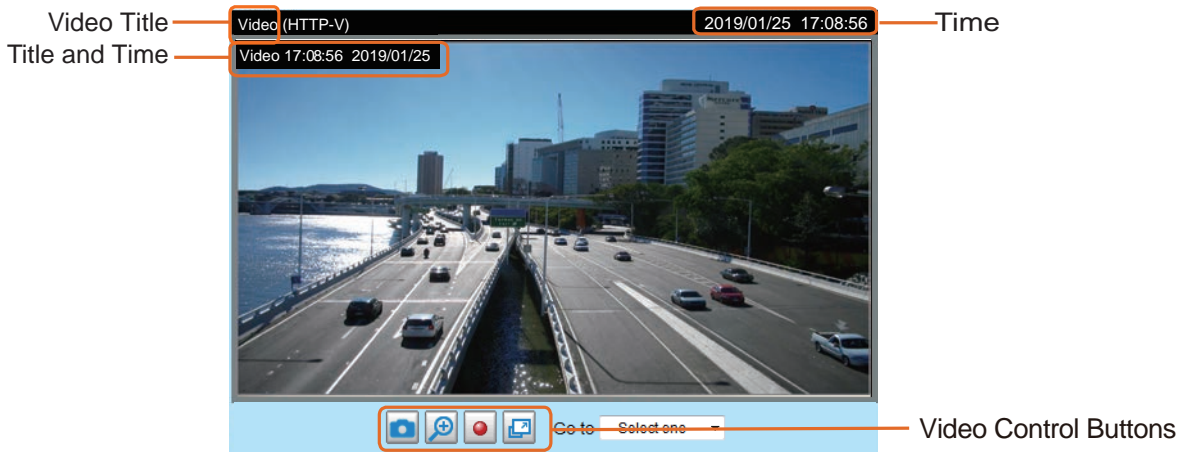 Video Title
Video (HTTP-V)
2019/01/25 17:08:56
Time
Title and Time
Video 17:08:56 2019/01/25
Go to
Select one
Video Control Buttons